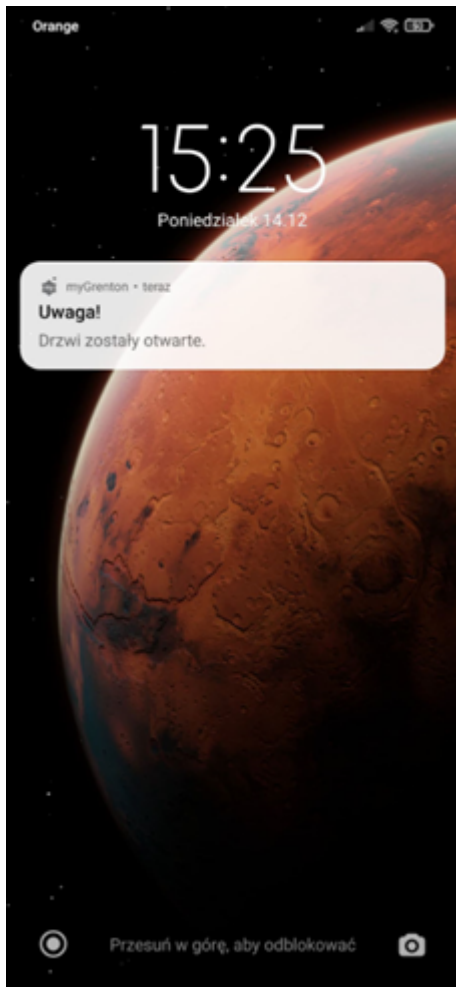 Orange
15:25
Poniedziałek 14.12
myGrenton • teraz
Uwaga!
Drzwi zostały otwarte.
Przesuń w górę, aby odblokować